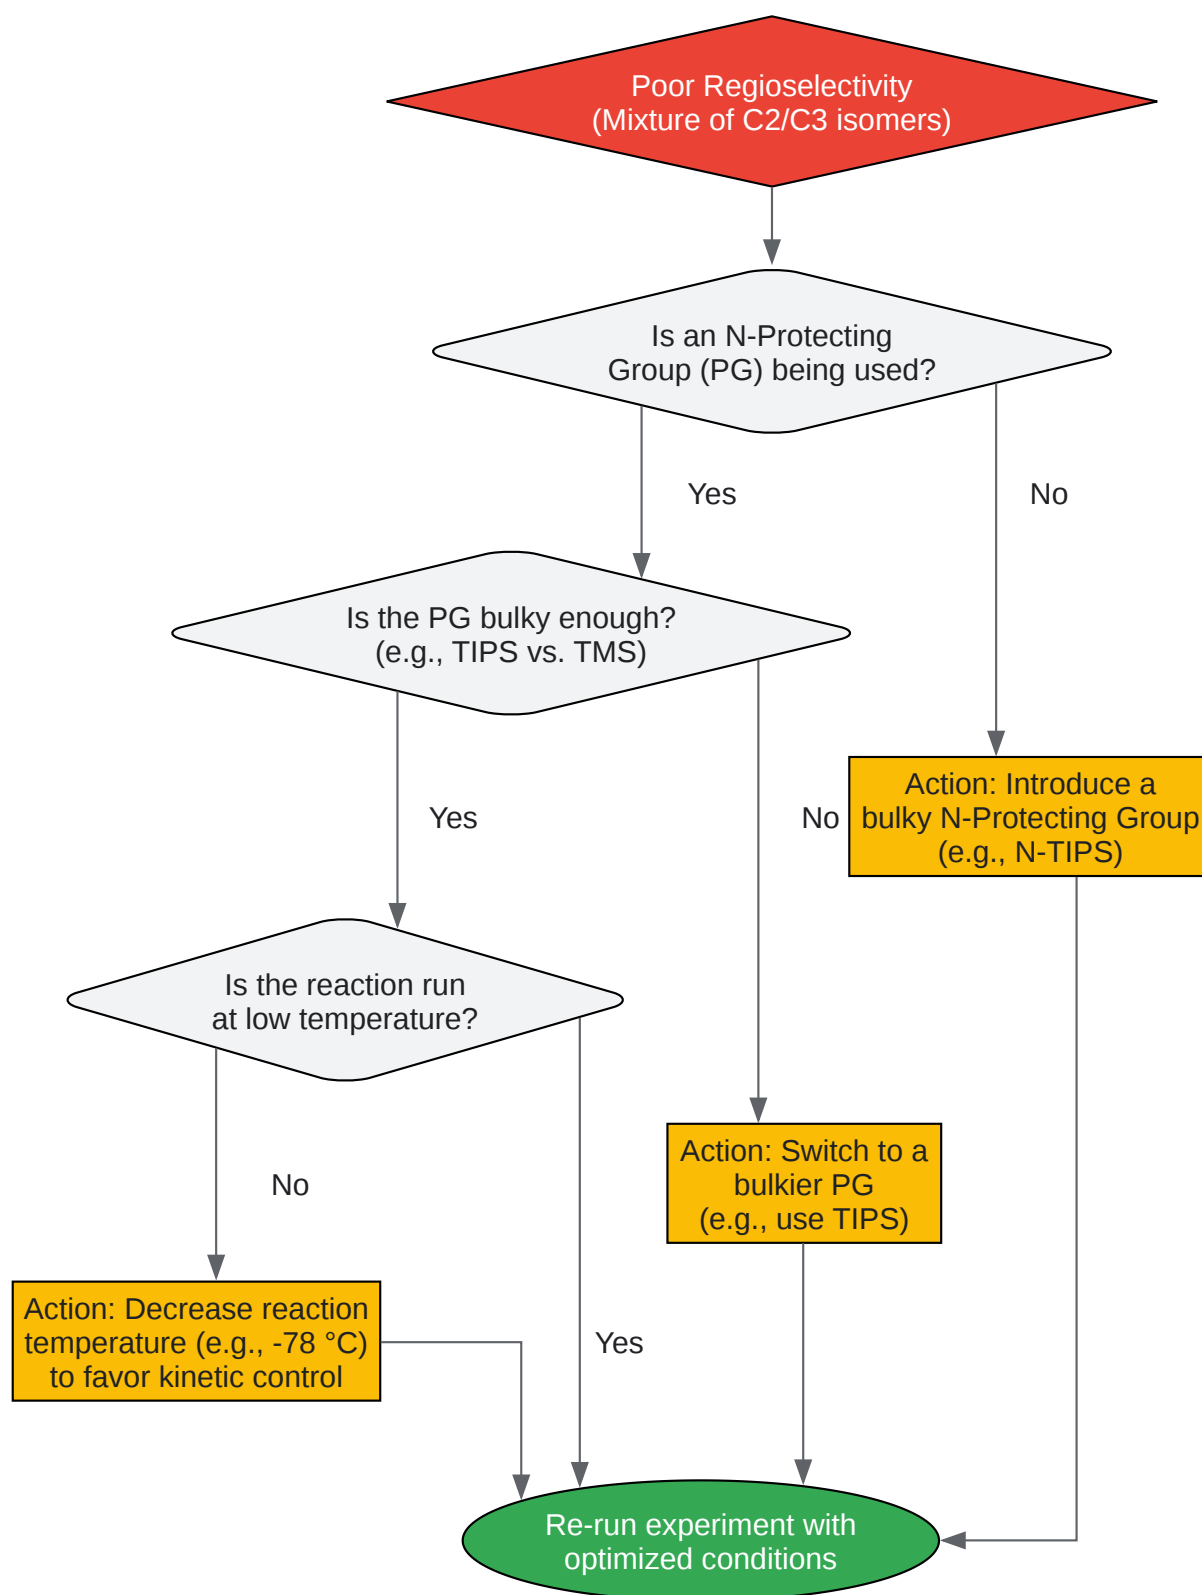 Poor Regioselectivity
(Mixture of C2/C3 isomers)
Is an N-Protecting
Group (PG) being used?
Yes
No
Is the PG bulky enough?
(e.g., TIPS vs. TMS)
Action: Introduce a
bulky N-Protecting Group
(e.g., N-TIPS)
Yes
No
Is the reaction run
at low temperature?
Action: Switch to a
bulkier PG
(e.g., use TIPS)
No
Action: Decrease reaction
temperature (e.g., -78 °C)
to favor kinetic control
Yes
Re-run experiment with
optimized conditions